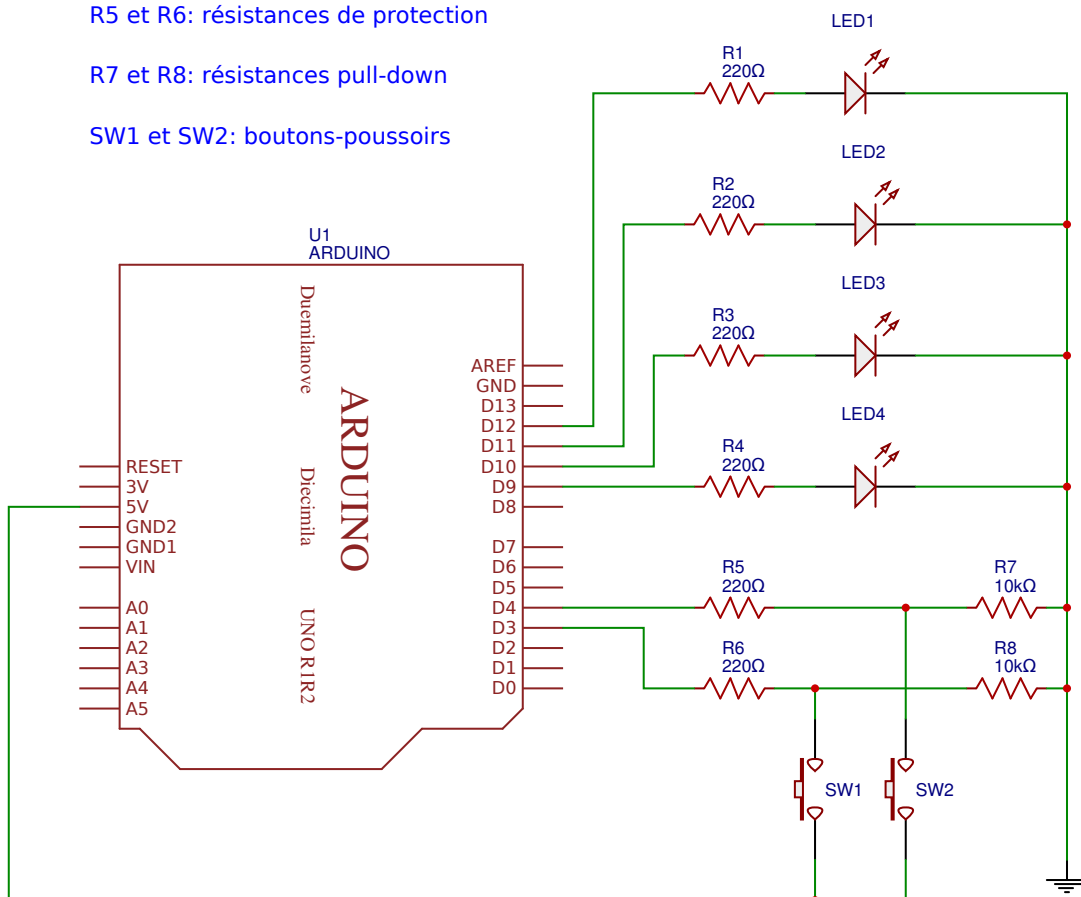 R5 et R6: résistances de protection
R7 et R8: résistances pull-down
SW1 et SW2: boutons-poussoirs
LED1
R1
220Ω
LED2
R2
220Ω
LED3
R3
220Ω
LED4
R4
220Ω
U1
ARDUINO
Duemilanove
Diecimila
UNO R1R2
ARDUINO
RESET
3V
5V
GND2
GND1
VIN
A0
A1
A2
A3
A4
A5
AREF
GND
D13
D12
D11
D10
D9
D8
D7
D6
D5
D4
D3
D2
D1
D0
R5
220Ω
R7
10kΩ
R6
220Ω
R8
10kΩ
SW1
SW2